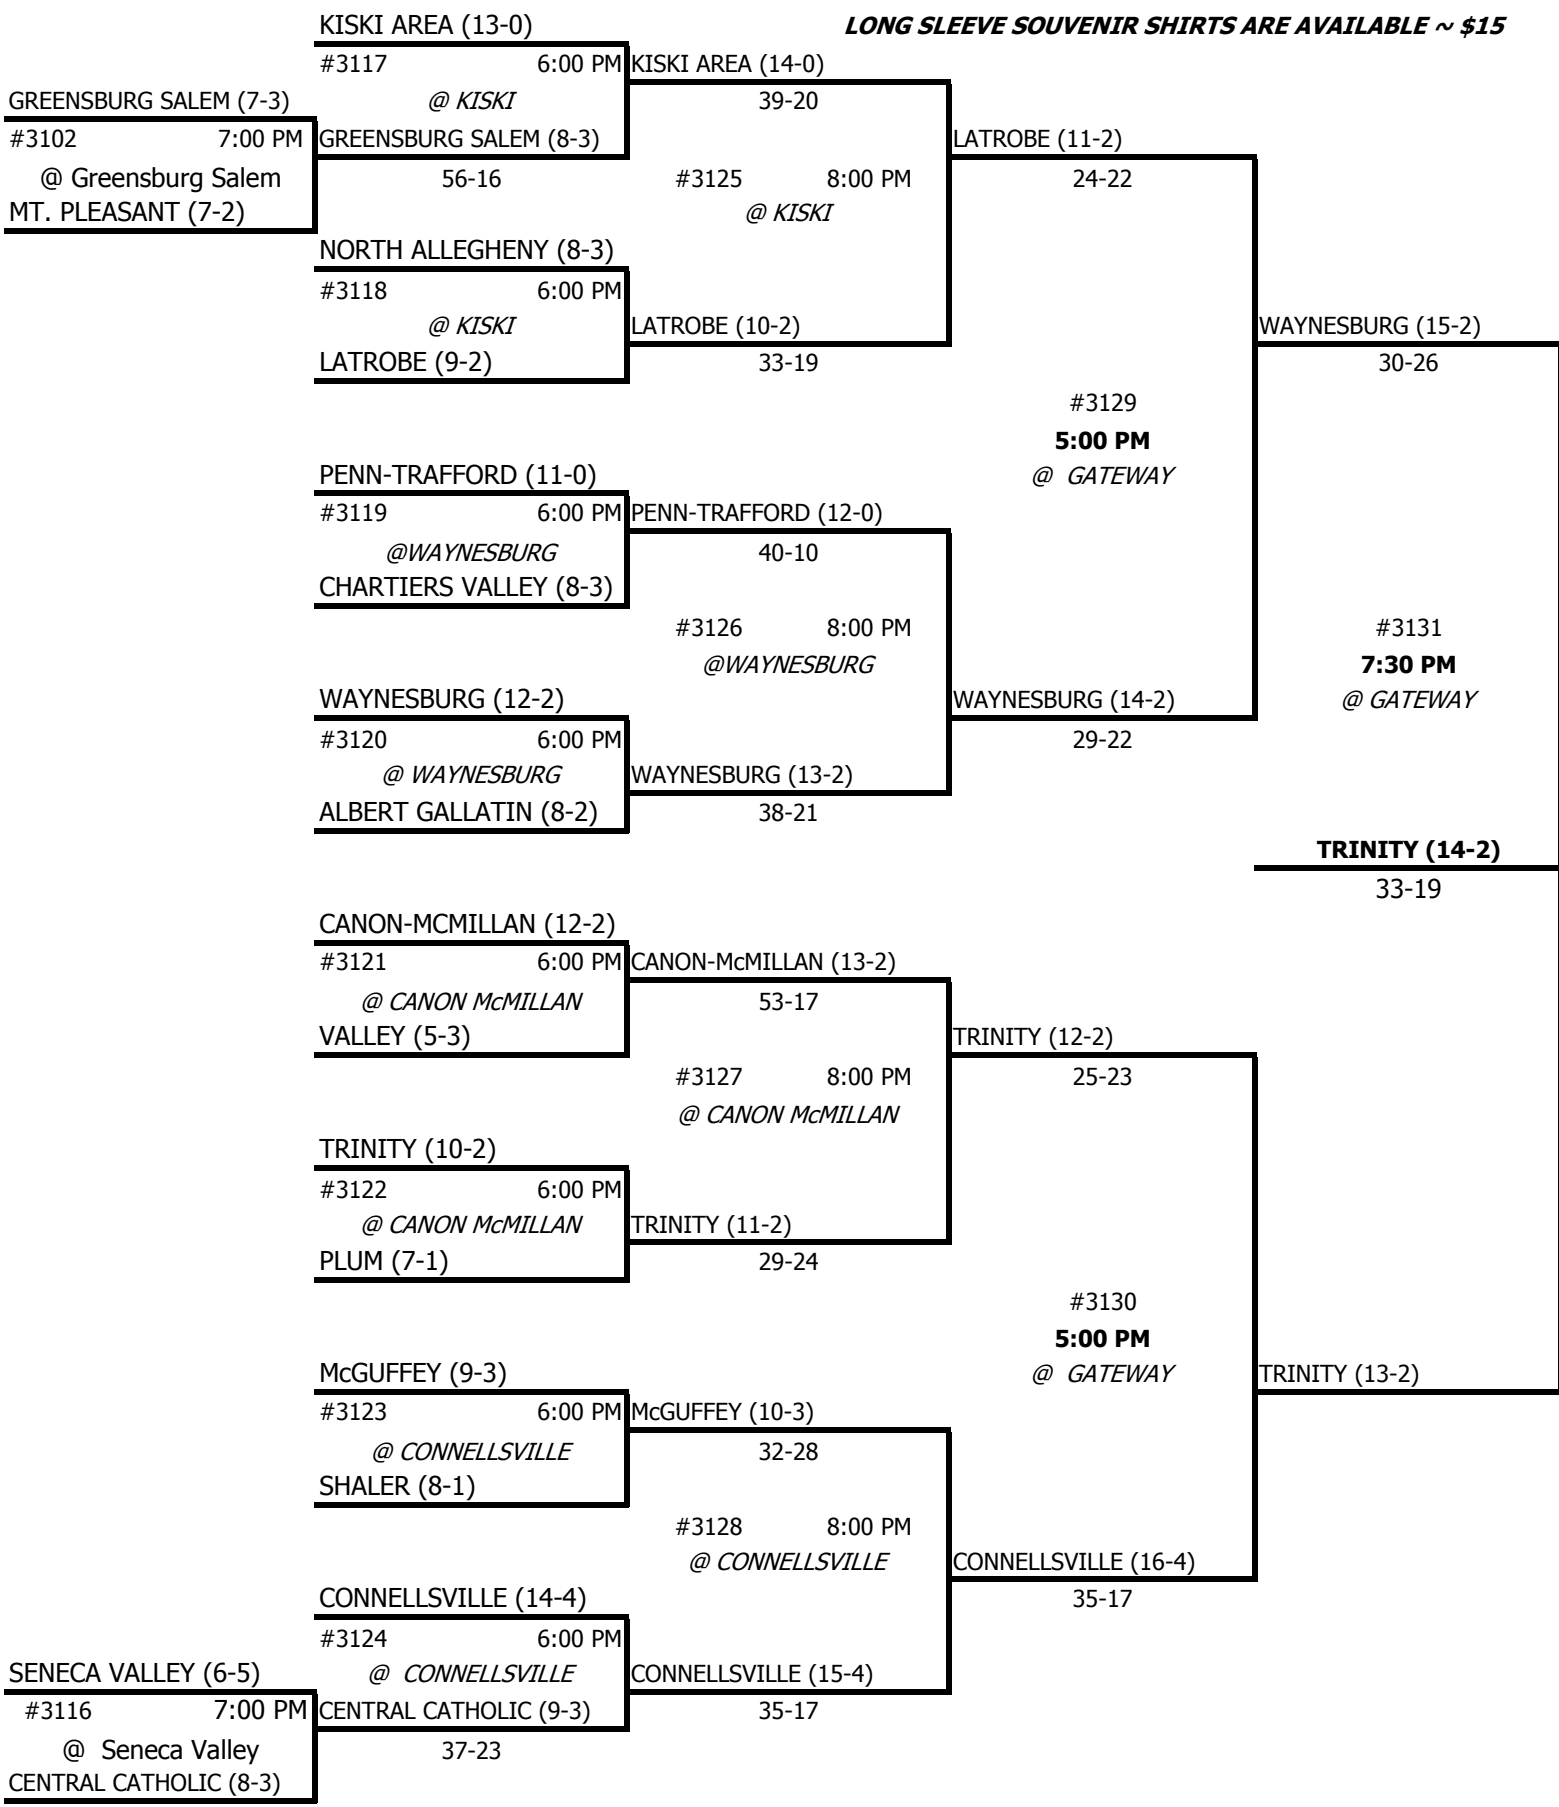 KISKI AREA (13-0)
LONG SLEEVE SOUVENIR SHIRTS ARE AVAILABLE ~ $15
#3117 6:00 PM KISKI AREA (14-0)
GREENSBURG SALEM (7-3) @ KISKI 39-20
#3102 7:00 PM GREENSBURG SALEM (8-3) LATROBE (11-2)
@ Greensburg Salem 56-16 #3125 8:00 PM 24-22
MT. PLEASANT (7-2) @ KISKI
NORTH ALLEGHENY (8-3)
#3118 6:00 PM
@ KISKI LATROBE (10-2) WAYNESBURG (15-2)
LATROBE (9-2) 33-19 30-26
#3129
5:00 PM
PENN-TRAFFORD (11-0) @ GATEWAY
#3119 6:00 PM PENN-TRAFFORD (12-0)
@WAYNESBURG 40-10
CHARTIERS VALLEY (8-3)
#3126 8:00 PM #3131
@WAYNESBURG 7:30 PM
WAYNESBURG (12-2) WAYNESBURG (14-2) @ GATEWAY
#3120 6:00 PM 29-22
@ WAYNESBURG WAYNESBURG (13-2)
ALBERT GALLATIN (8-2) 38-21
TRINITY (14-2)
33-19
CANON-MCMILLAN (12-2)
#3121 6:00 PM CANON-McMILLAN (13-2)
@ CANON McMILLAN 53-17
VALLEY (5-3) TRINITY (12-2)
#3127 8:00 PM 25-23
@ CANON McMILLAN
TRINITY (10-2)
#3122 6:00 PM
@ CANON McMILLAN TRINITY (11-2)
PLUM (7-1) 29-24
#3130
5:00 PM
McGUFFEY (9-3) @ GATEWAY TRINITY (13-2)
#3123 6:00 PM McGUFFEY (10-3)
@ CONNELLSVILLE 32-28
SHALER (8-1)
#3128 8:00 PM
@ CONNELLSVILLE CONNELLSVILLE (16-4)
CONNELLSVILLE (14-4) 35-17
#3124 6:00 PM
SENECA VALLEY (6-5) @ CONNELLSVILLE CONNELLSVILLE (15-4)
#3116 7:00 PM CENTRAL CATHOLIC (9-3) 35-17
@ Seneca Valley 37-23
CENTRAL CATHOLIC (8-3)